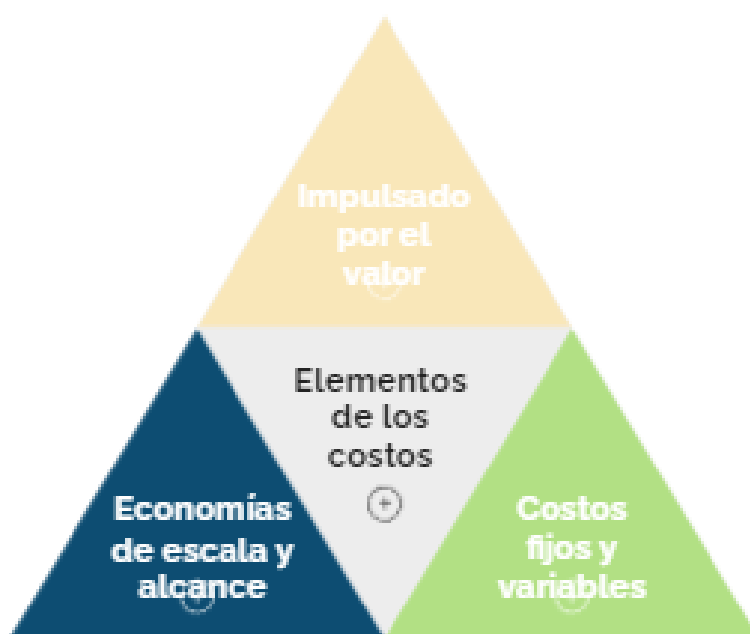 Impulsado
por el
valor
Elementos
de los
costos
Economías
de escala y
alcance
Costos
fijos y
variables